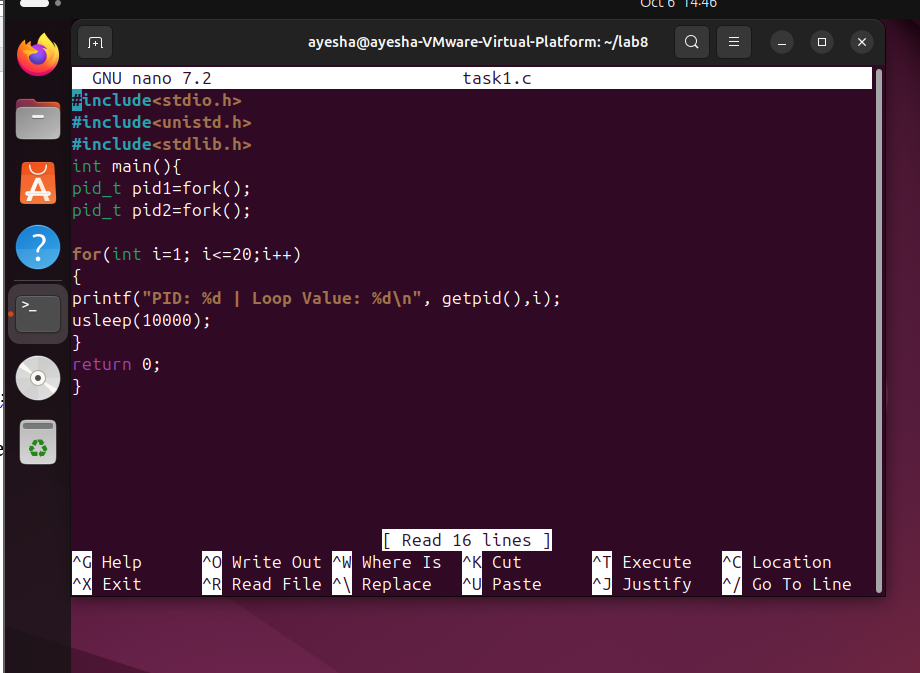 Oct 6 14:46
ayesha@ayesha-VMware-Virtual-Platform: ~/lab8
GNU nano 7.2 task1.c
#include<stdio.h>
#include<unistd.h>
#include<stdlib.h>
int main(){
pid_t pid1=fork();
pid_t pid2=fork();
for(int i=1; i<=20;i++)
{
printf("PID: %d | Loop Value: %d\n", getpid(),i);
usleep(10000);
}
return 0;
}
[ Read 16 lines ]
^G Help ^O Write Out ^W Where Is ^K Cut ^T Execute ^C Location
^X Exit ^R Read File ^\ Replace ^U Paste ^J Justify ^/ Go To Line